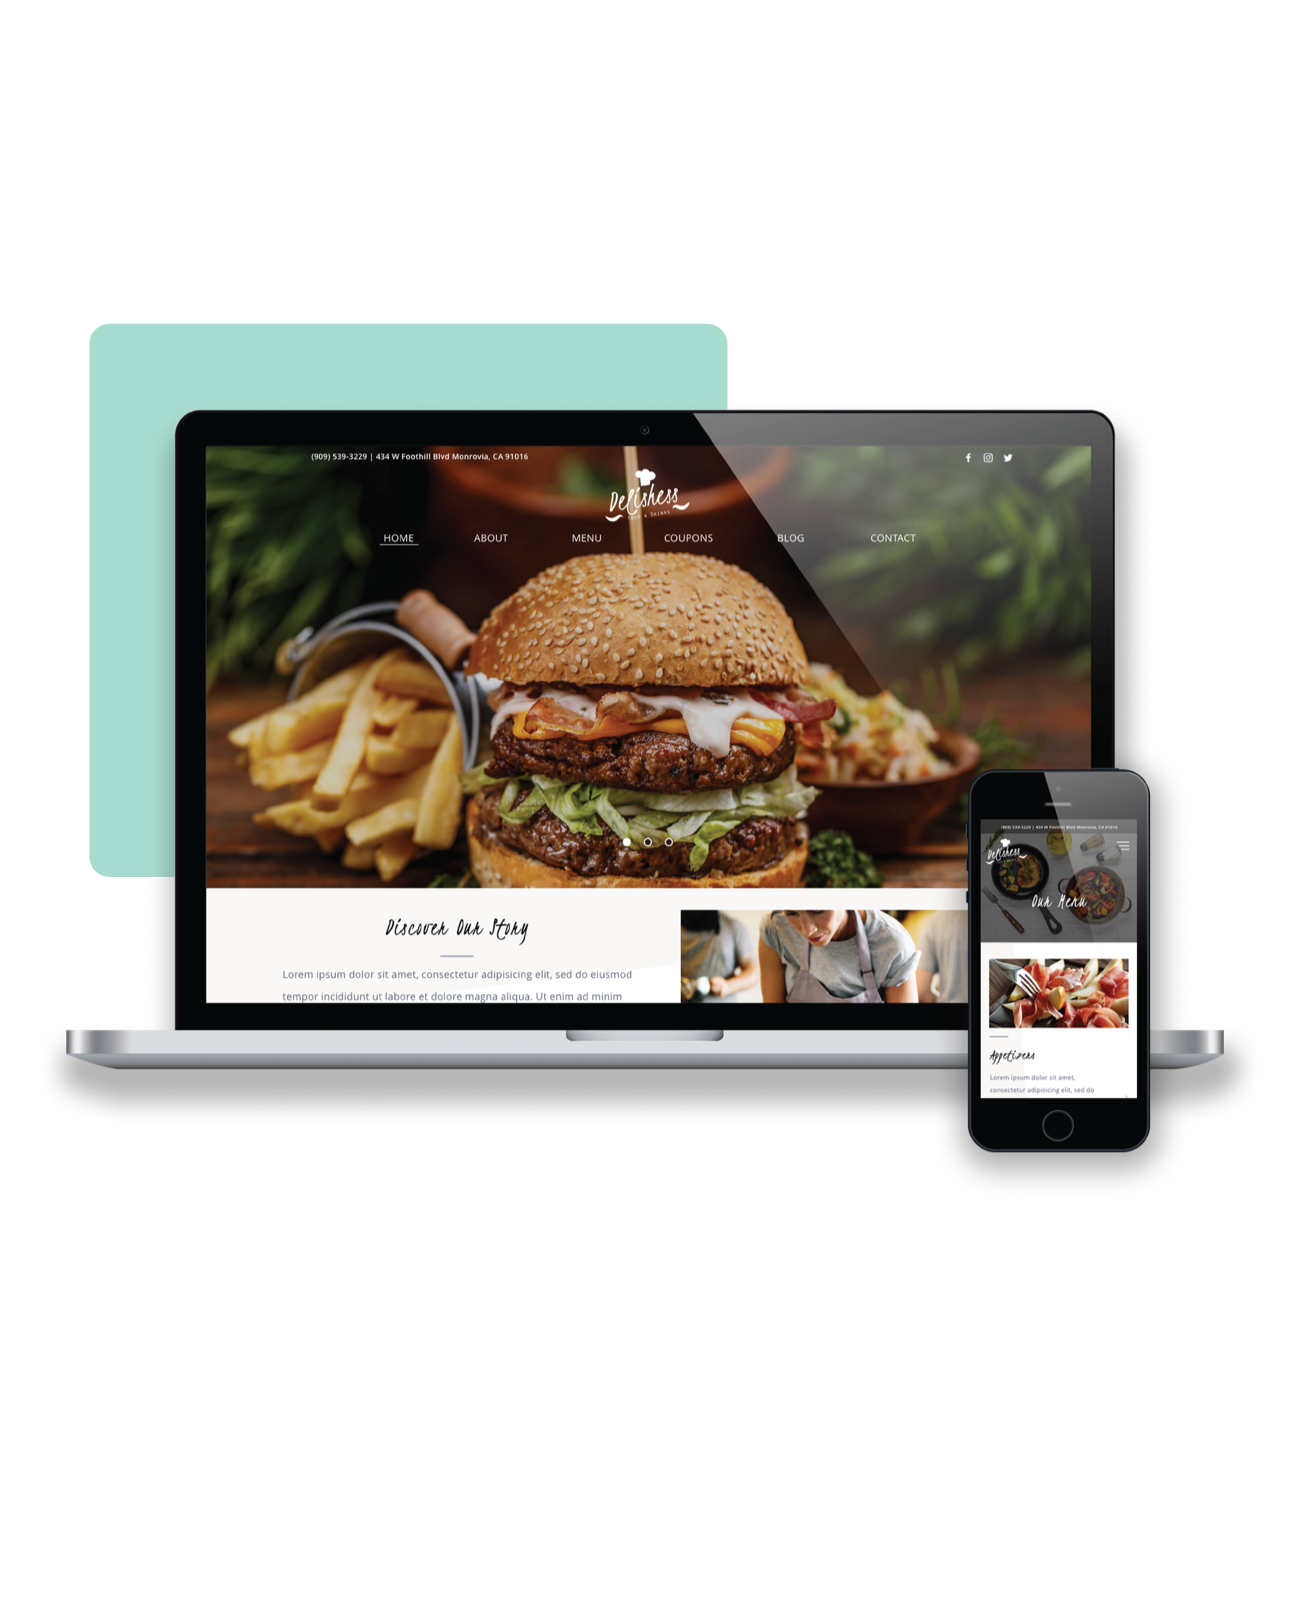 (909) 539-3229 | 434 W Foothill Blvd Monrovia, CA 91016
Delishess
HOME ABOUT MENU COUPONS BLOG CONTACT
Discover Our Story
Lorem ipsum dolor sit amet, consectetur adipisicing elit, sed do eiusmod
tempor incididunt ut labore et dolore magna aliqua. Ut enim ad minim
(909) 539-3229 | 434 W Foothill Blvd Monrovia, CA 91016
Delishess
Our Menu
Appetizers
Lorem ipsum dolor sit amet,
consectetur adipisicing elit, sed do